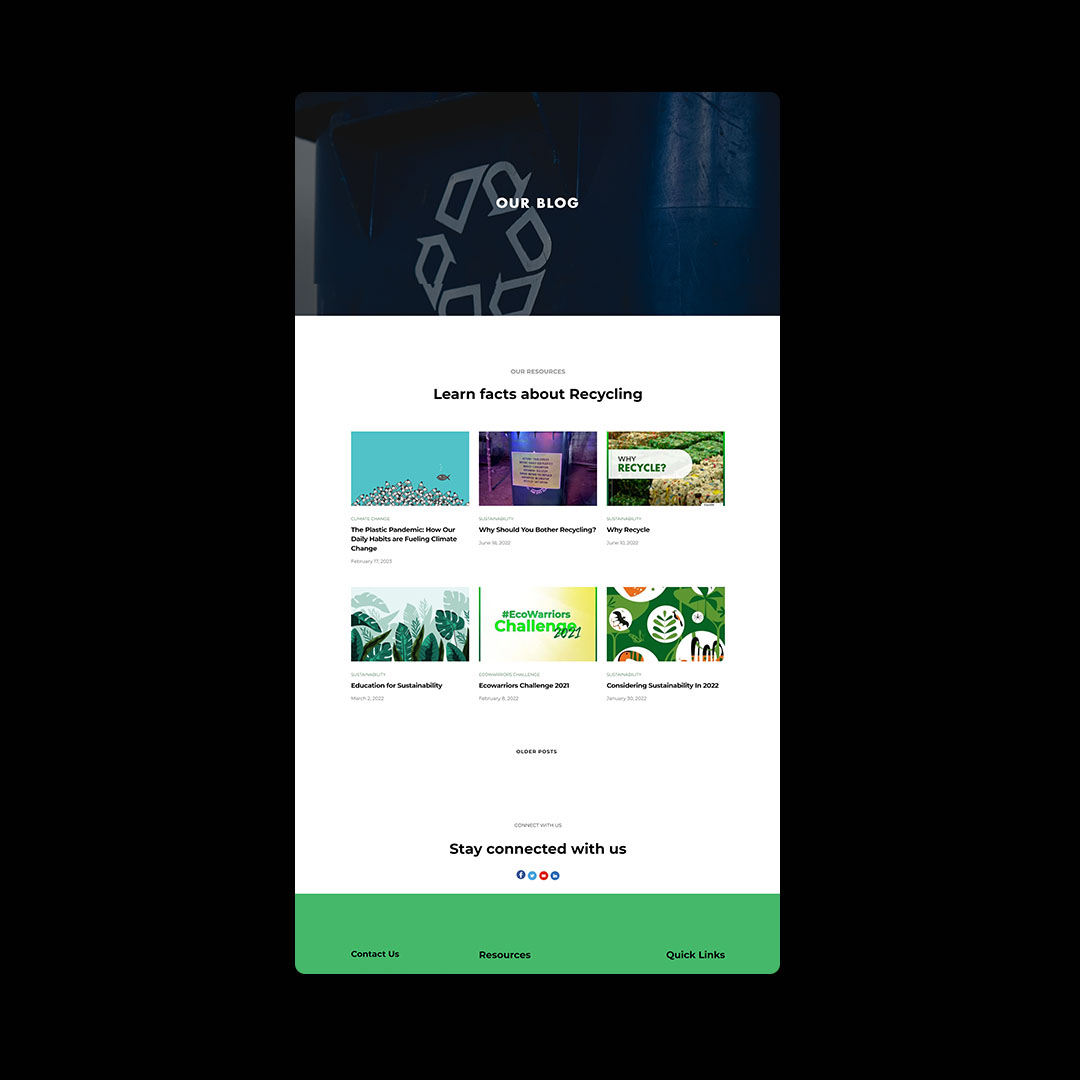 OUR BLOG
OUR RESOURCES
Learn facts about Recycling
WHY
RECYCLE?
CLIMATE CHANGE
The Plastic Pandemic: How Our
Daily Habits are Fueling Climate
Change
February 17, 2023
SUSTAINABILITY
Why Should You Bother Recycling?
June 18, 2022
SUSTAINABILITY
Why Recycle
June 10, 2022
#EcoWarriors
Challenge
2021
SUSTAINABILITY
Education for Sustainability
March 2, 2022
ECOWARRIORS CHALLENGE
Ecowarriors Challenge 2021
SUSTAINABILITY
Considering Sustainability In 2022
January 30, 2022
OLDER POSTS
CONNECT WITH US
Stay connected with us
Contact Us
Resources
Quick Links